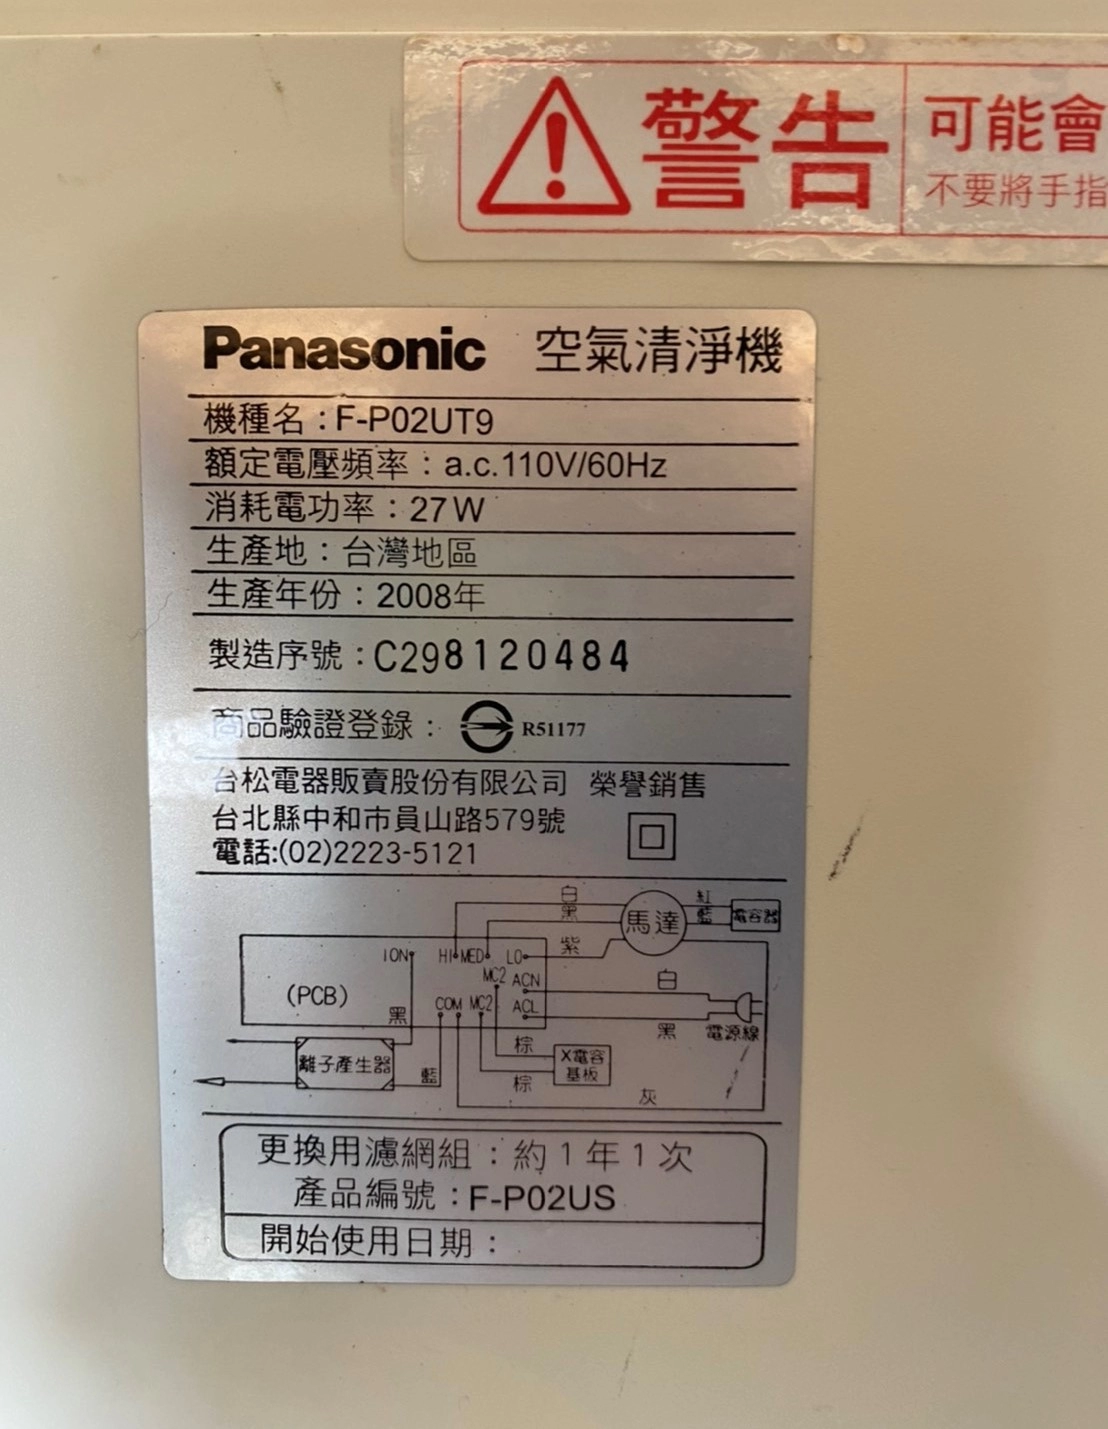 警告
可能會
不要將手指
Panasonic 空氣清淨機
機種名：F-P02UT9
額定電壓頻率：a.c.110V/60Hz
消耗電功率：27W
生產地：台灣地區
生產年份：2008年
製造序號：C298120484
商品驗證登錄： R51177
台松電器販賣股份有限公司 榮譽銷售
台北縣中和市員山路579號
電話:(02)2223-5121
白
黑
紫
馬達
紅
藍
電容器
ION
HI MED LO
MC2 ACN
(PCB)
COM MC2 ACL
黑
白
黑
電源線
離子產生器
藍
棕
棕
X電容
基板
灰
更換用濾網組：約1年1次
產品編號：F-P02US
開始使用日期：